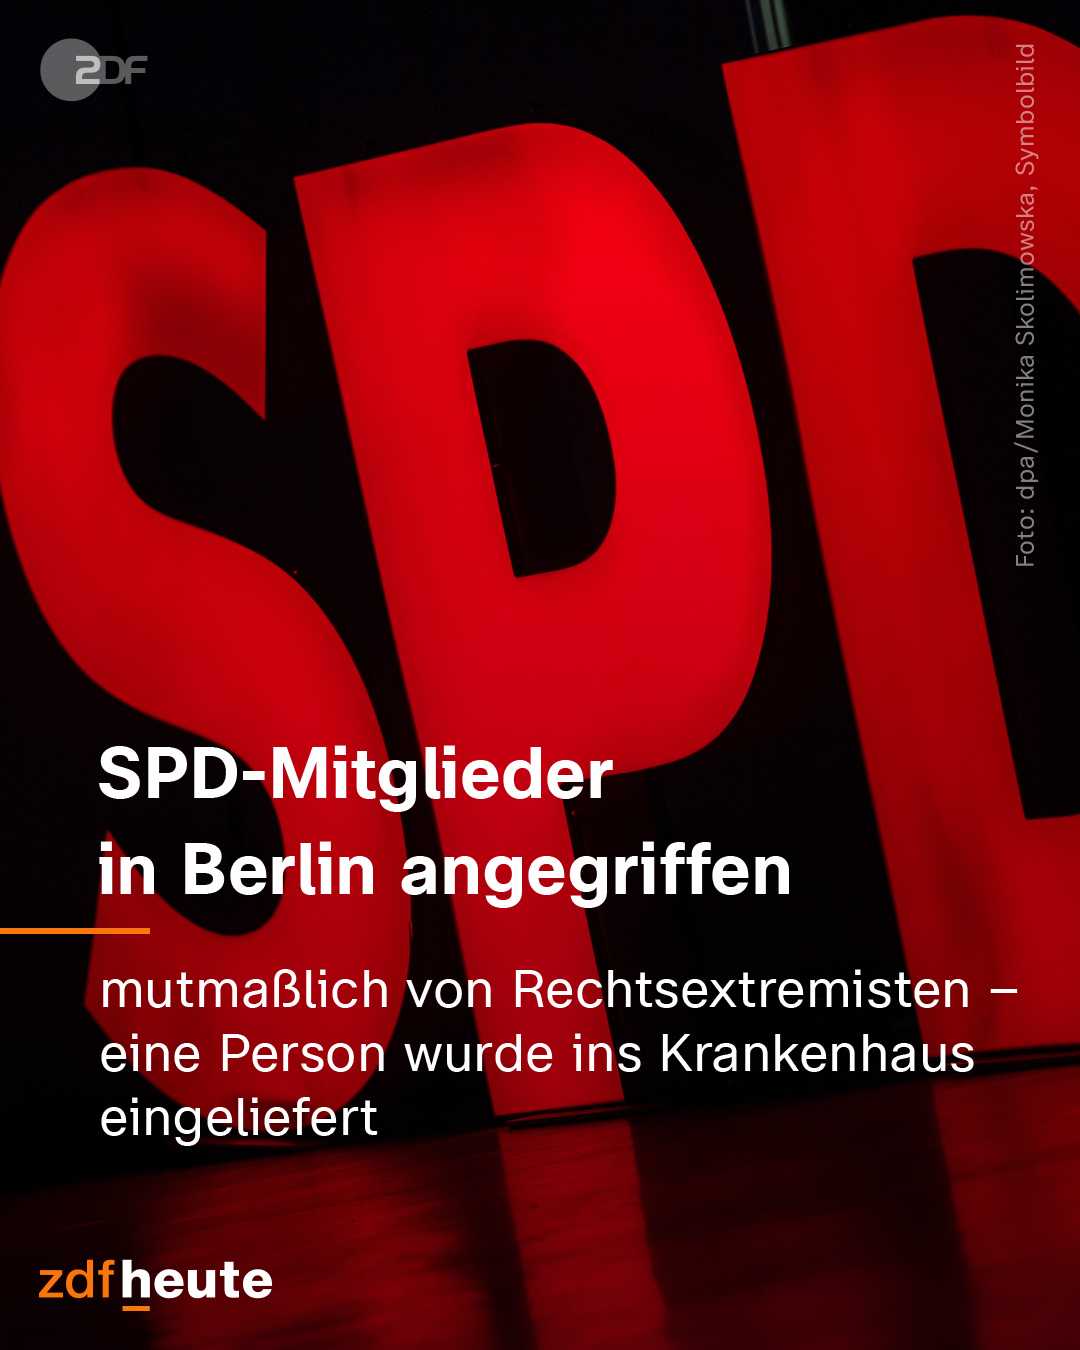 ZDF
Foto: dpa/Monika Skolimowska, Symbolbild
SPD
SPD-Mitglieder
in Berlin angegriffen
mutmaßlich von Rechtsextremisten –
eine Person wurde ins Krankenhaus
eingeliefert
zdfheute